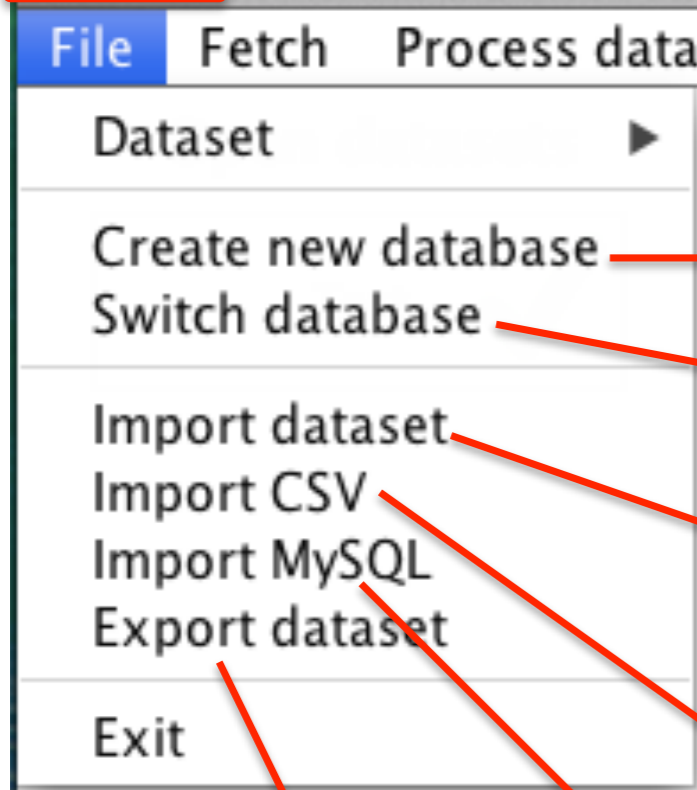 File Fetch Process data
Dataset
Create new database
Switch database
Import dataset
Import CSV
Import MySQL
Export dataset
Exit